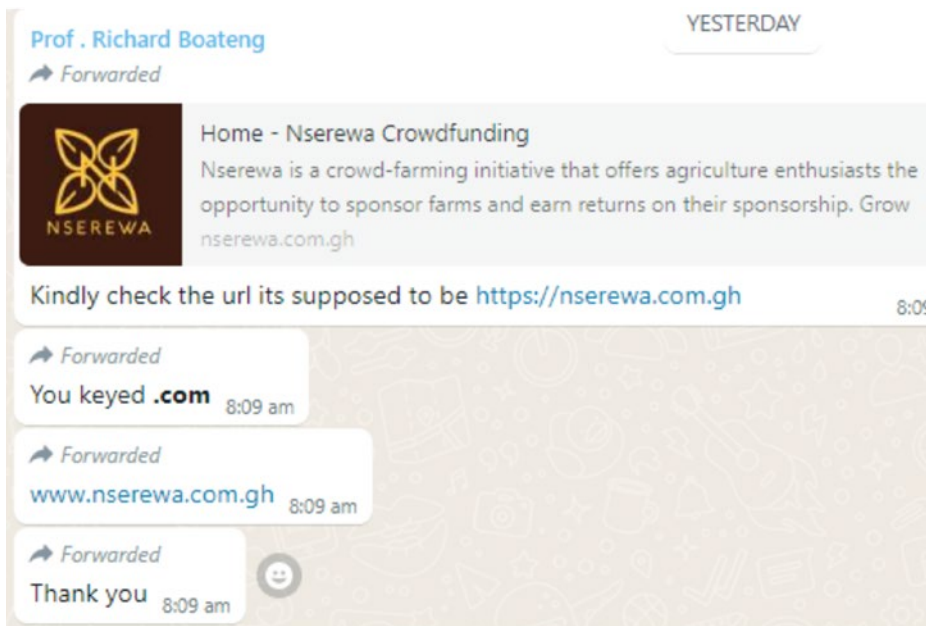 YESTERDAY
Prof . Richard Boateng
Forwarded
NSEREWA
Home - Nserewa Crowdfunding
Nserewa is a crowd-farming initiative that offers agriculture enthusiasts the
opportunity to sponsor farms and earn returns on their sponsorship. Grow
nserewa.com.gh
Kindly check the url its supposed to be https://nserewa.com.gh
8:09
Forwarded
You keyed .com 8:09 am
Forwarded
www.nserewa.com.gh 8:09 am
Forwarded
Thank you 8:09 am